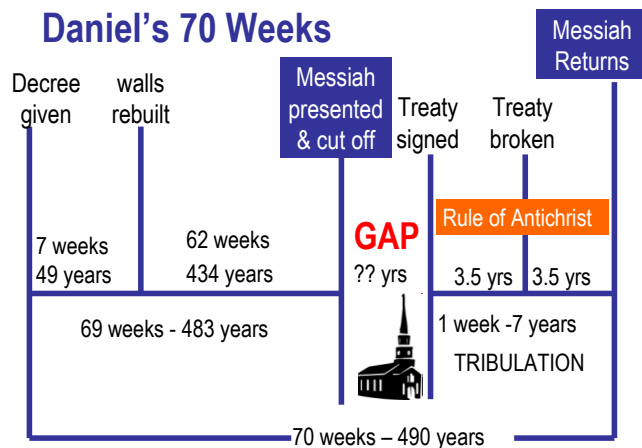 Daniel's 70 Weeks
Messiah
Returns
Decree
given
walls
rebuilt
Messiah
presented
& cut off
Treaty
signed
Treaty
broken
Rule of Antichrist
7 weeks
49 years
62 weeks
434 years
GAP
?? yrs
3.5 yrs
3.5 yrs
69 weeks - 483 years
1 week -7 years
TRIBULATION
70 weeks – 490 years